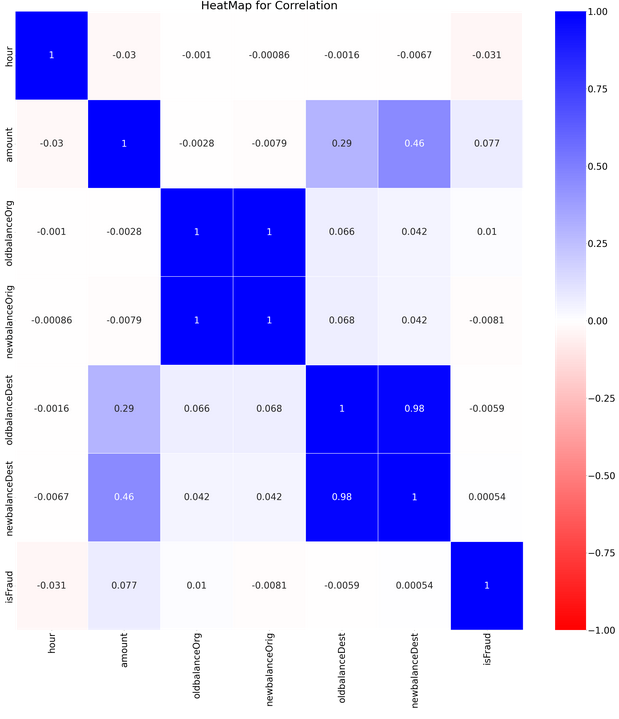 HeatMap for Correlation
hour 1 -0.03 -0.001 -0.00086 -0.0016 -0.0067 -0.031
amount -0.03 1 -0.0028 -0.0079 0.29 0.46 0.077
oldbalanceOrg -0.001 -0.0028 1 1 0.066 0.042 0.01
newbalanceOrig -0.00086 -0.0079 1 1 0.068 0.042 -0.0081
oldbalanceDest -0.0016 0.29 0.066 0.068 1 0.98 -0.0059
newbalanceDest -0.0067 0.46 0.042 0.042 0.98 1 0.00054
isFraud -0.031 0.077 0.01 -0.0081 -0.0059 0.00054 1
hour amount oldbalanceOrg newbalanceOrig oldbalanceDest newbalanceDest isFraud
1.00
0.75
0.50
0.25
0.00
−0.25
−0.50
−0.75
−1.00